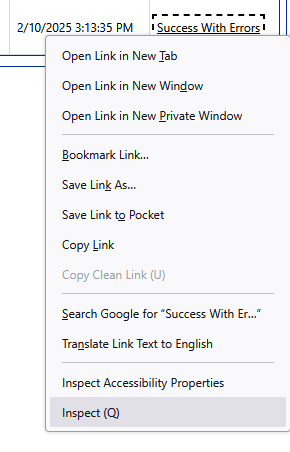 2/10/2025 3:13:35 PM Success With Errors
Open Link in New Tab
Open Link in New Window
Open Link in New Private Window
Bookmark Link...
Save Link As...
Save Link to Pocket
Copy Link
Copy Clean Link (U)
Search Google for “Success With Er...”
Translate Link Text to English
Inspect Accessibility Properties
Inspect (Q)